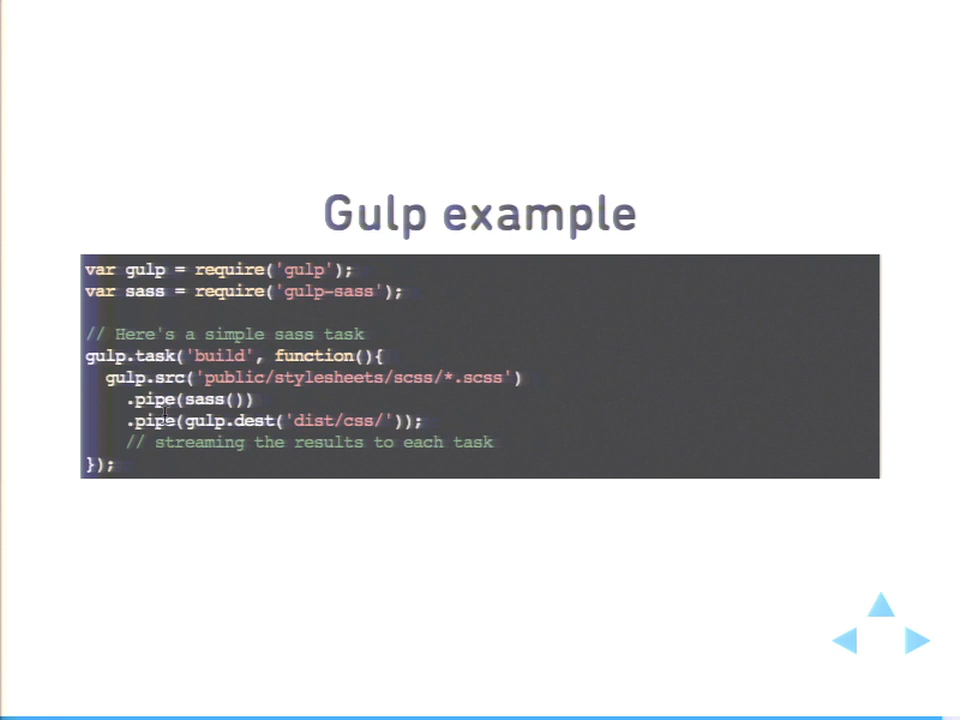 Gulp example
var gulp = require('gulp');
var sass = require('gulp-sass');
// Here's a simple sass task
gulp.task('build', function(){
gulp.src('public/stylesheets/scss/*.scss')
.pipe(sass())
.pipe(gulp.dest('dist/css/'));
// streaming the results to each task
});